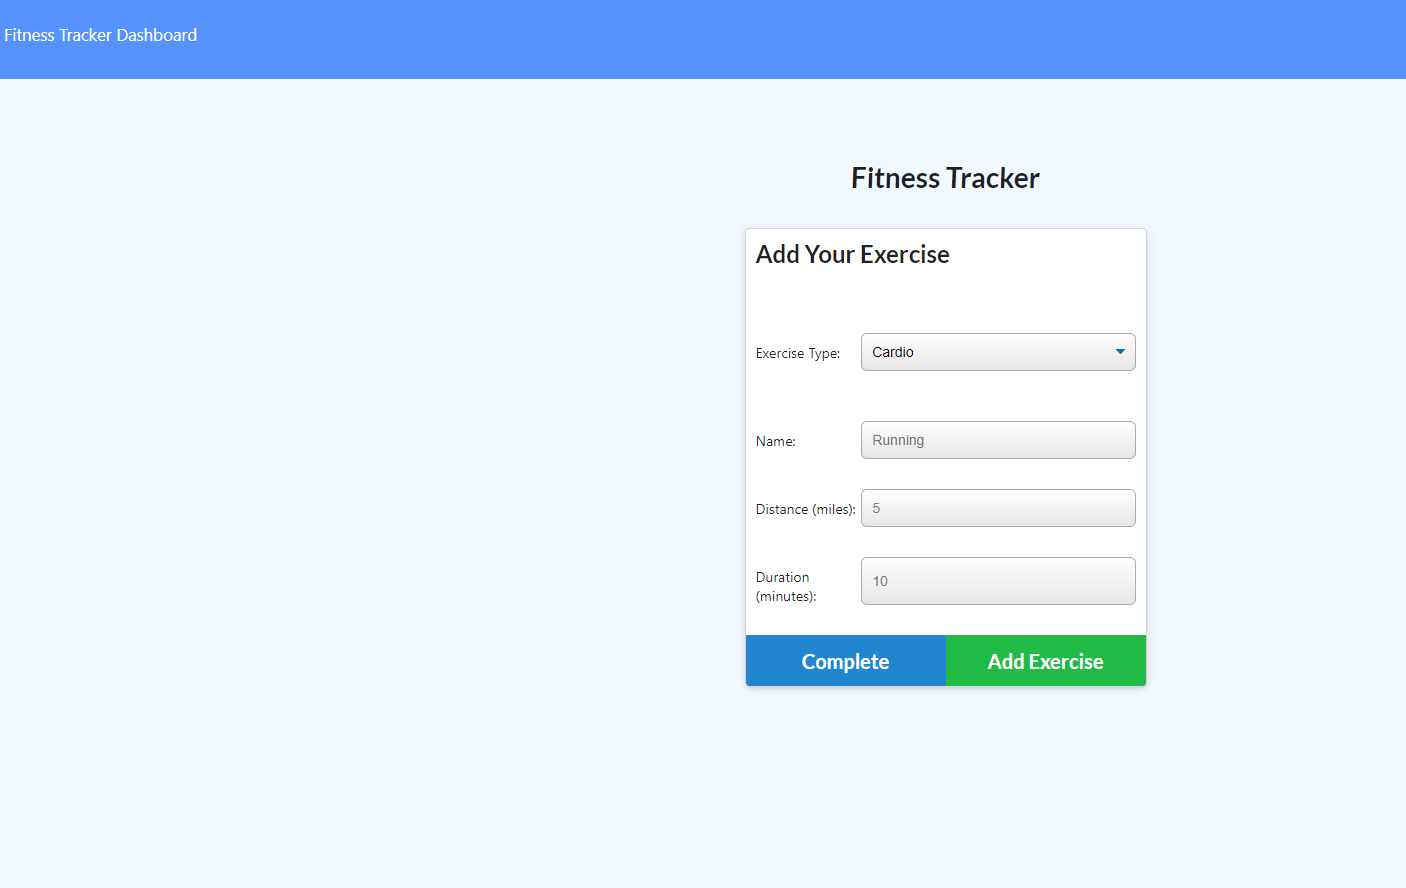 Fitness Tracker Dashboard
Fitness Tracker
Add Your Exercise
Exercise Type: Cardio
Name: Running
Distance (miles): 5
Duration (minutes): 10
Complete Add Exercise